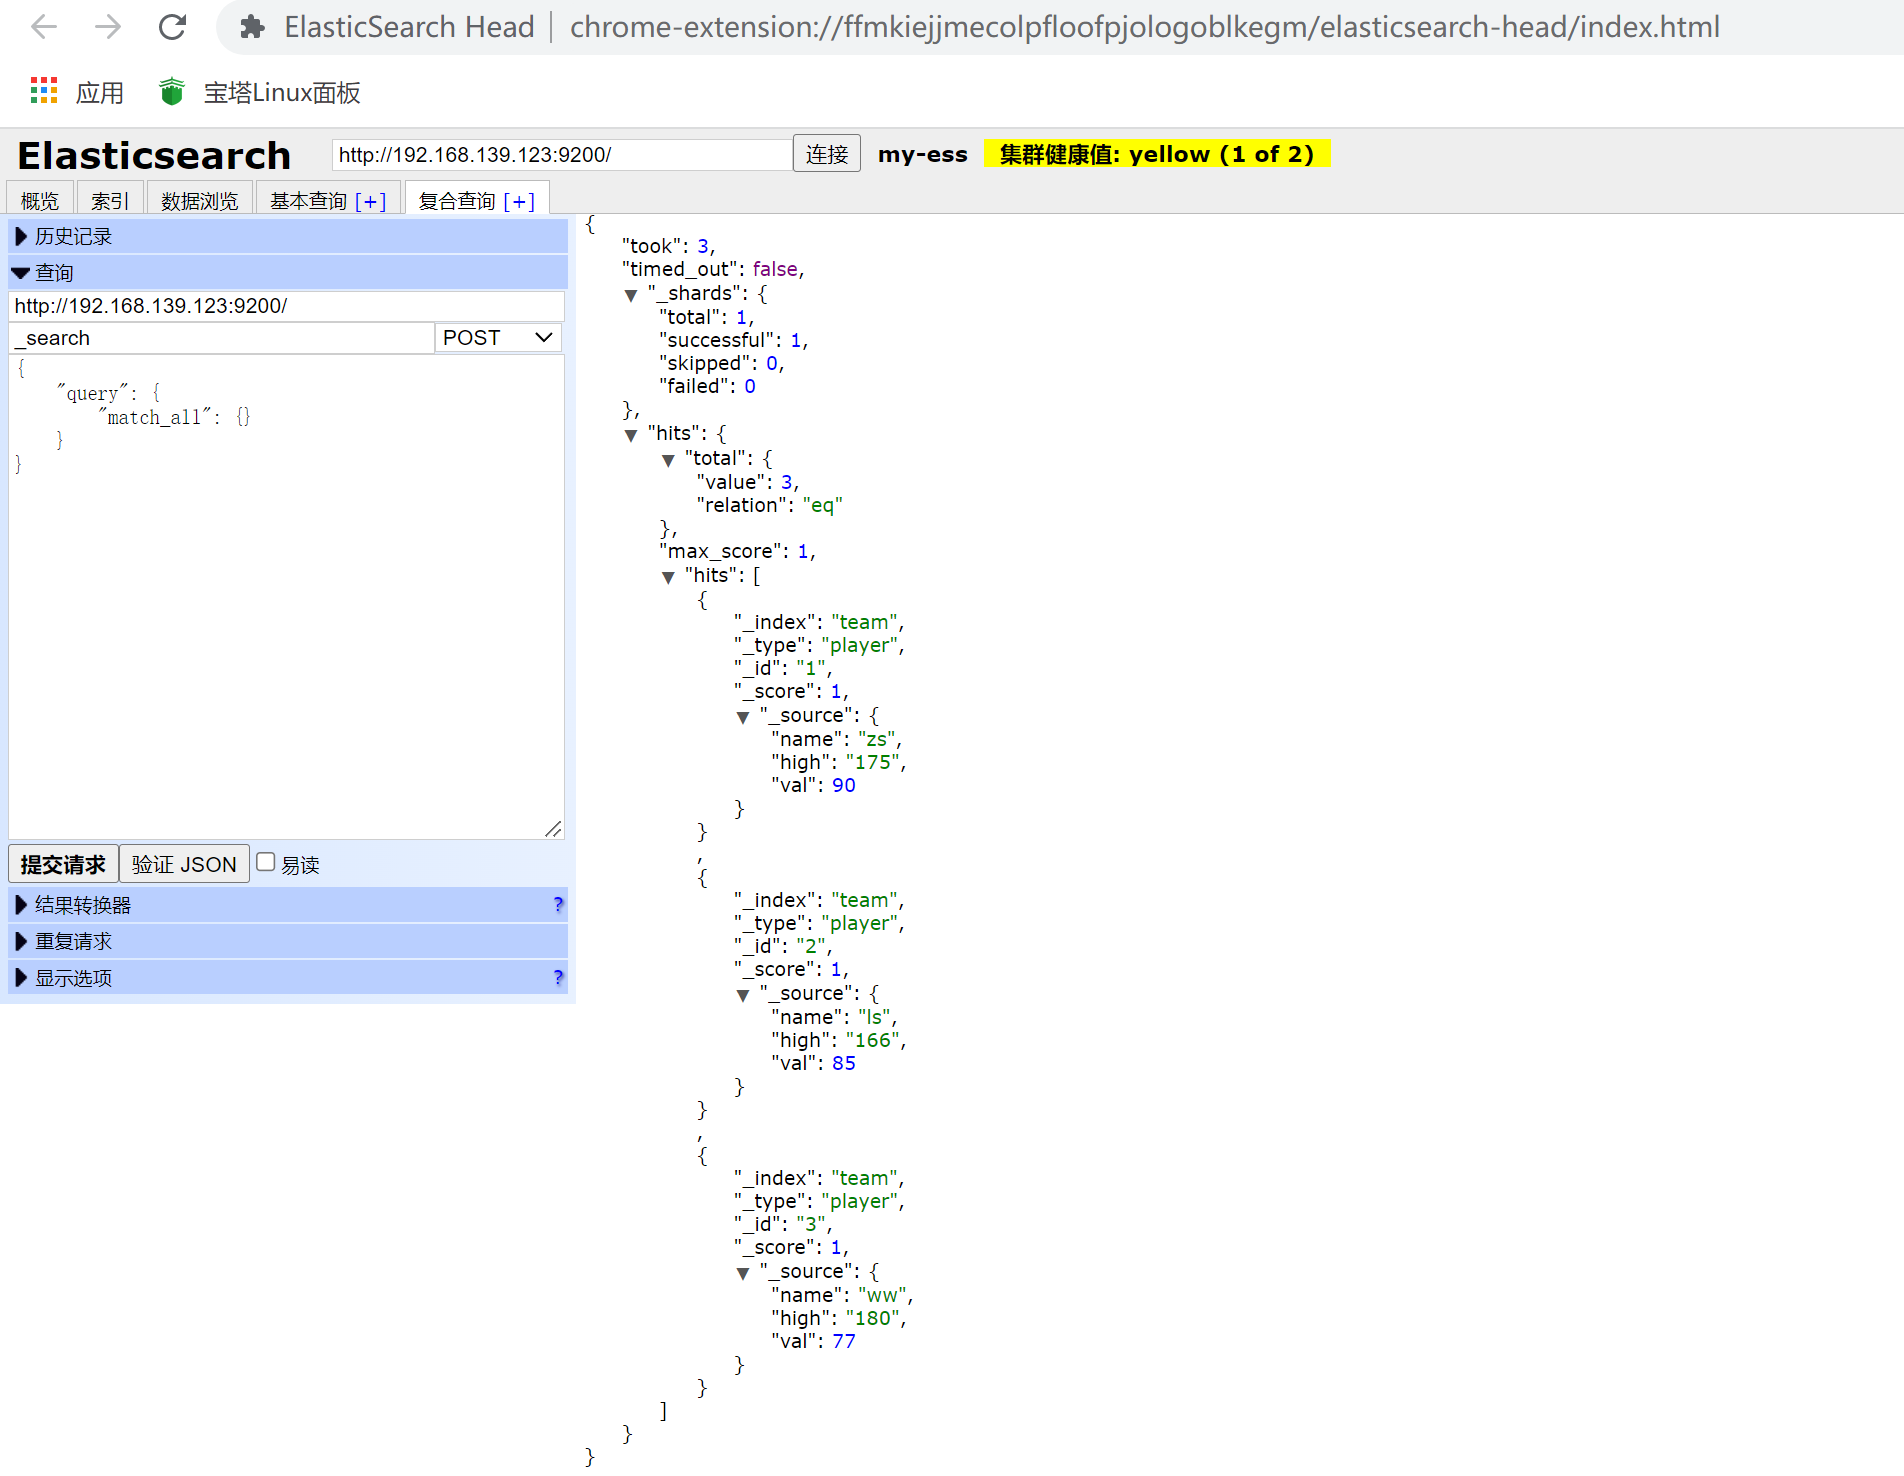 ElasticSearch Head | chrome-extension://ffmkiejjmecolpfloofpjologoblkegm/elasticsearch-head/index.html
应用 宝塔Linux面板
Elasticsearch http://192.168.139.123:9200/ 连接 my-ess 集群健康值: yellow (1 of 2)
概览 索引 数据浏览 基本查询 [+] 复合查询 [+]
历史记录
查询
http://192.168.139.123:9200/
_search POST
{
"query": {
"match_all": {}
}
}
提交请求 验证 JSON 易读
结果转换器 ?
重复请求
显示选项 ?
{
"took": 3,
"timed_out": false,
▼ "_shards": {
"total": 1,
"successful": 1,
"skipped": 0,
"failed": 0
},
▼ "hits": {
▼ "total": {
"value": 3,
"relation": "eq"
},
"max_score": 1,
▼ "hits": [
{
"_index": "team",
"_type": "player",
"_id": "1",
"_score": 1,
▼ "_source": {
"name": "zs",
"high": "175",
"val": 90
}
}
,
{
"_index": "team",
"_type": "player",
"_id": "2",
"_score": 1,
▼ "_source": {
"name": "ls",
"high": "166",
"val": 85
}
}
,
{
"_index": "team",
"_type": "player",
"_id": "3",
"_score": 1,
▼ "_source": {
"name": "ww",
"high": "180",
"val": 77
}
}
]
}
}